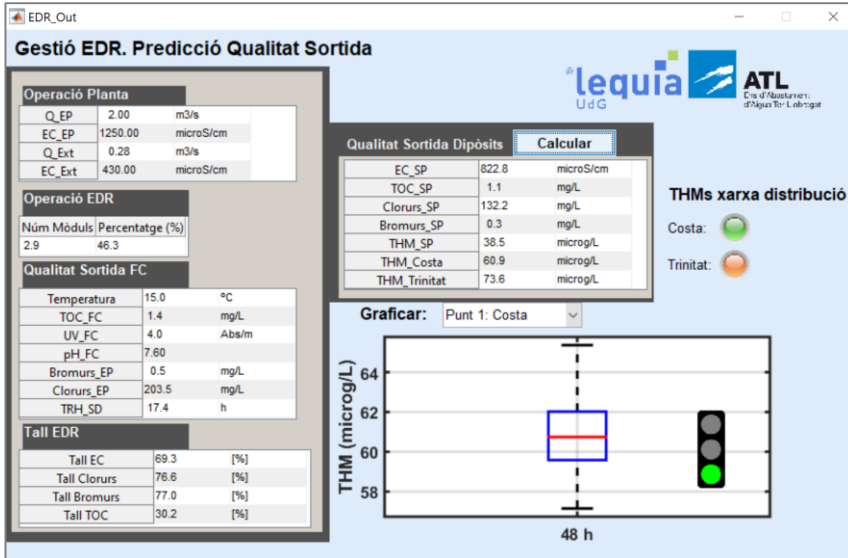 EDR_Out
Gestió EDR. Predicció Qualitat Sortida
lequia
UdG
ATL
Ens d'Abastament
d'Aigua Ter Llobregat
Operació Planta
Q_EP 2.00 m3/s
EC_EP 1250.00 microS/cm
Q_Ext 0.28 m3/s
EC_Ext 430.00 microS/cm
Operació EDR
Núm Mòduls Percentatge (%)
2.9 46.3
Qualitat Sortida FC
Temperatura 15.0 ºC
TOC_FC 1.4 mg/L
UV_FC 4.0 Abs/m
pH_FC 7.60
Bromurs_EP 0.5 mg/L
Clorurs_EP 203.5 mg/L
TRH_SD 17.4 h
Tall EDR
Tall EC 69.3 [%]
Tall Clorurs 76.6 [%]
Tall Bromurs 77.0 [%]
Tall TOC 30.2 [%]
Qualitat Sortida Dipòsits Calcular
EC_SP 822.8 microS/cm
TOC_SP 1.1 mg/L
Clorurs_SP 132.2 mg/L
Bromurs_SP 0.3 mg/L
THM_SP 38.5 microg/L
THM_Costa 60.9 microg/L
THM_Trinitat 73.6 microg/L
THMs xarxa distribució
Costa:
Trinitat:
Graficar: Punt 1: Costa
THM (microg/L)
64
62
60
58
48 h